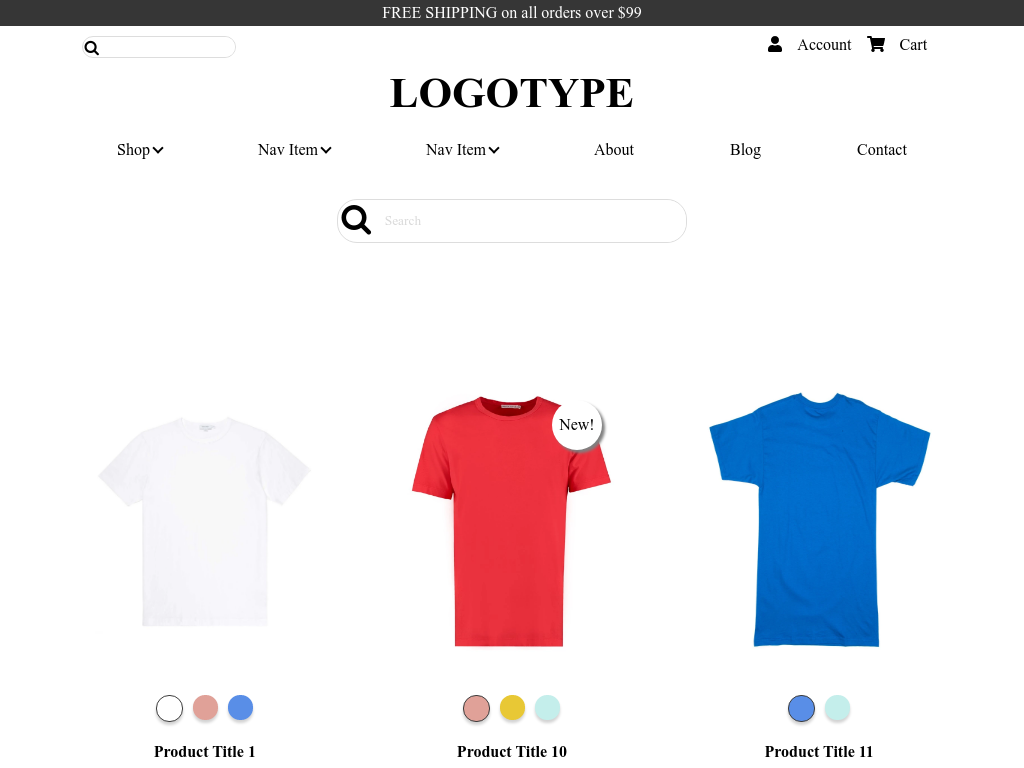 FREE SHIPPING on all orders over $99
Account
Cart
LOGOTYPE
Shop
Nav Item
Nav Item
About
Blog
Contact
Search
New!
Product Title 1
Product Title 10
Product Title 11